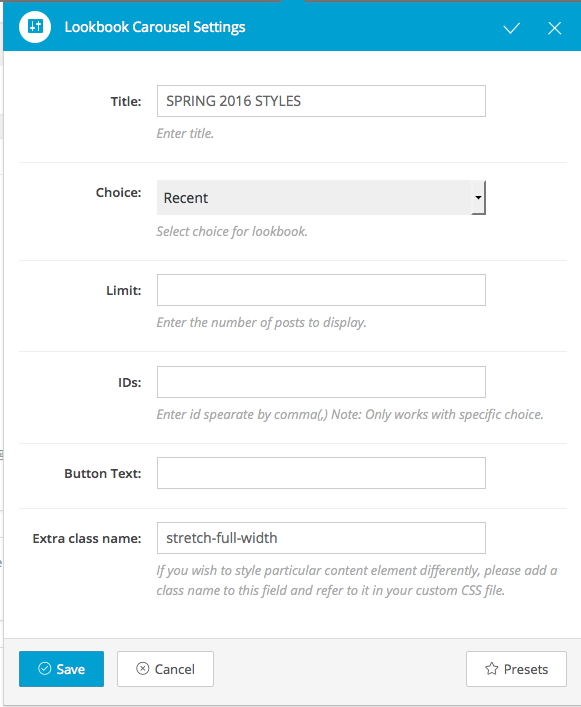 Lookbook Carousel Settings
Title: SPRING 2016 STYLES
Enter title.
Choice: Recent
Select choice for lookbook.
Limit:
Enter the number of posts to display.
IDs:
Enter id spearate by comma(,) Note: Only works with specific choice.
Button Text:
Extra class name: stretch-full-width
If you wish to style particular content element differently, please add a
class name to this field and refer to it in your custom CSS file.
Save Cancel Presets